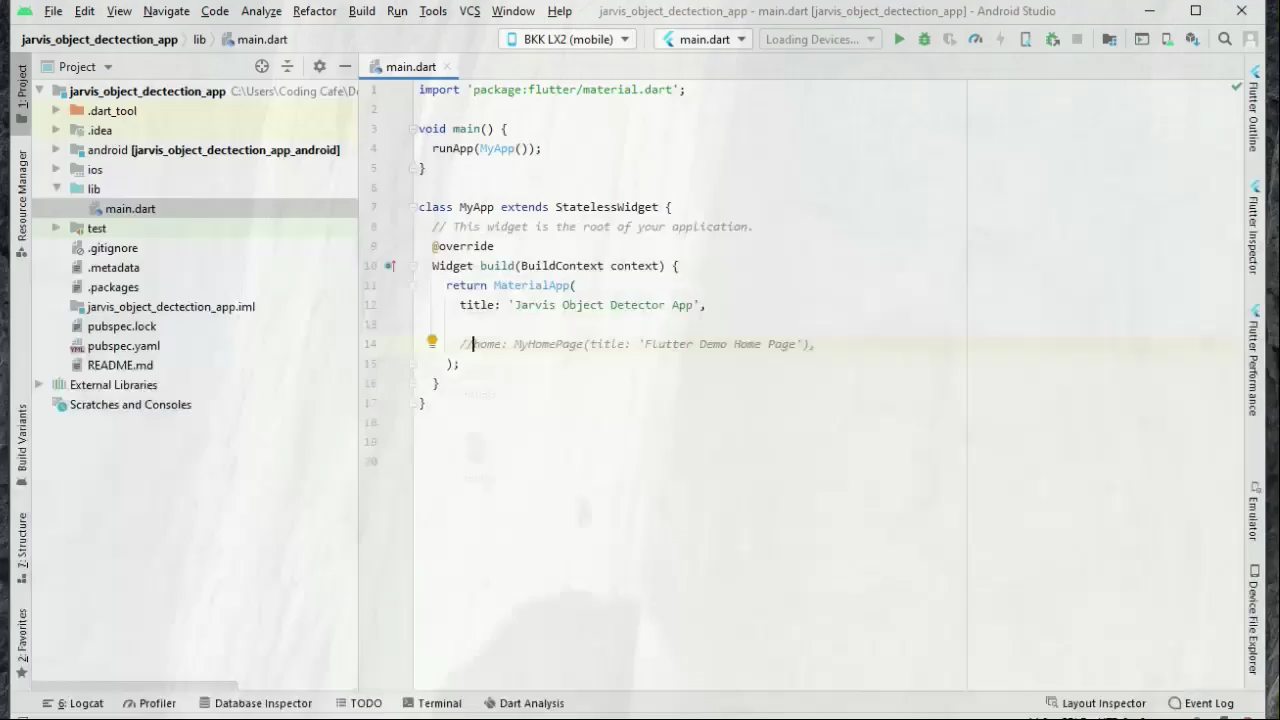 File Edit View Navigate Code Analyze Refactor Build Run Tools VCS Window Help jarvis_object_dectection_app - main.dart [jarvis_object_dectection_app] - Android Studio
jarvis_object_dectection_app lib main.dart BKK LX2 (mobile) main.dart Loading Devices...
Project main.dart
jarvis_object_dectection_app C:\Users\Coding Cafe\De
.dart_tool
.idea
android [jarvis_object_dectection_app_android]
ios
lib
main.dart
test
.gitignore
.metadata
.packages
jarvis_object_dectection_app.iml
pubspec.lock
pubspec.yaml
README.md
External Libraries
Scratches and Consoles
1 import 'package:flutter/material.dart';
2
3 void main() {
4 runApp(MyApp());
5 }
6
7 class MyApp extends StatelessWidget {
8 // This widget is the root of your application.
9 @override
10 Widget build(BuildContext context) {
11 return MaterialApp(
12 title: 'Jarvis Object Detector App',
13
14 //home: MyHomePage(title: 'Flutter Demo Home Page'),
15 );
16 }
17 }
18
19
20
1: Project
Resource Manager
Build Variants
7: Structure
2: Favorites
Flutter Outline
Flutter Inspector
Flutter Performance
Emulator
Device File Explorer
6: Logcat Profiler Database Inspector TODO Terminal Dart Analysis Layout Inspector Event Log